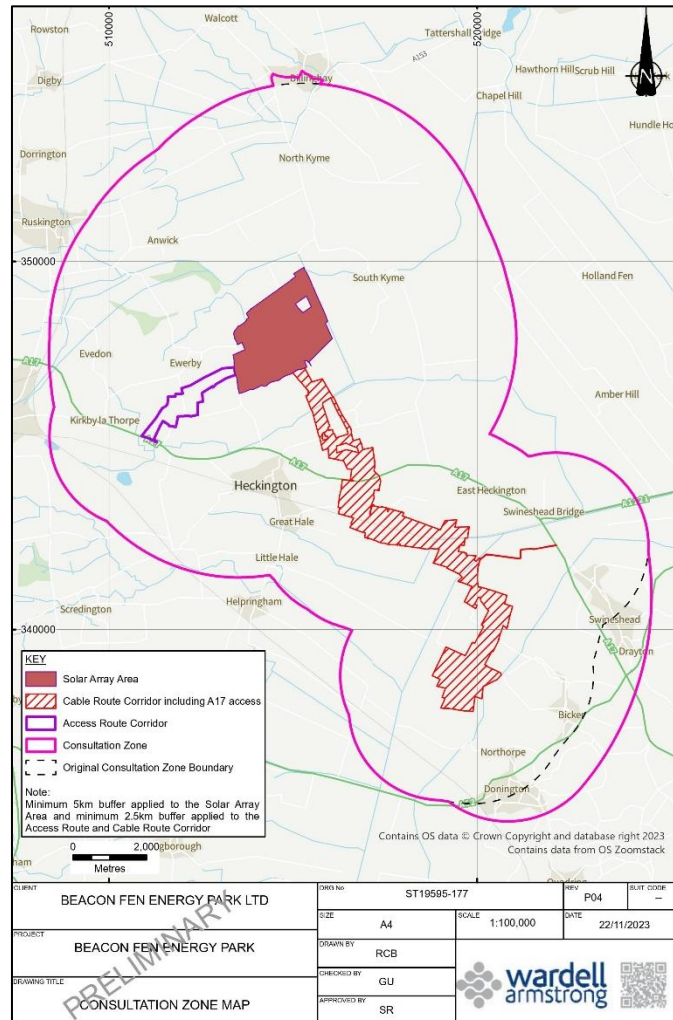 510000
520000
Rowston
Walcott
Tattershall Bridge
A153
Digby
Billinghay
Hawthorn Hill
Scrub Hill
N
Chapel Hill
Dorrington
North Kyme
Ruskington
Anwick
350000
South Kyme
Holland Fen
Evedon
Ewerby
A17
Amber Hill
Kirkby la Thorpe
A17
A17
Heckington
East Heckington
Great Hale
Swineshead Bridge
A1121
Little Hale
Helpringham
Scredington
340000
Swineshead
A17
Drayton
Bicker
Northorpe
Donington
KEY
Solar Array Area
Cable Route Corridor including A17 access
Access Route Corridor
Consultation Zone
Original Consultation Zone Boundary
Note:
Minimum 5km buffer applied to the Solar Array
Area and minimum 2.5km buffer applied to the
Access Route and Cable Route Corridor
0 2,000
Metres
Contains OS data © Crown Copyright and database right 2023
Contains data from OS Zoomstack
CLIENT
BEACON FEN ENERGY PARK LTD
PROJECT
BEACON FEN ENERGY PARK
DRAWING TITLE
CONSULTATION ZONE MAP
PRELIMINARY
DRG No
ST19595-177
REV
P04
SUIT CODE
–
SIZE
A4
SCALE
1:100,000
DATE
22/11/2023
DRAWN BY
RCB
CHECKED BY
GU
APPROVED BY
SR
wardell
armstrong